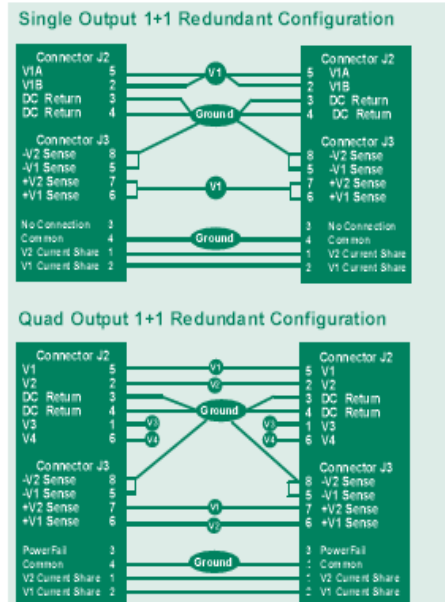 Single Output 1+1 Redundant Configuration
Connector J2 Connector J2
V1A 5 V1 5 V1A
V1B 2 2 V1B
DC Return 3 3 DC Return
DC Return 4 Ground 4 DC Return
Connector J3 Connector J3
-V2 Sense 8 8 -V2 Sense
-V1 Sense 5 5 -V1 Sense
+V2 Sense 7 V1 7 +V2 Sense
+V1 Sense 6 6 +V1 Sense
No Connection 3 3 No Connection
Common 4 Ground 4 Common
V2 Current Share 1 1 V2 Current Share
V1 Current Share 2 2 V1 Current Share
Quad Output 1+1 Redundant Configuration
Connector J2 Connector J2
V1 5 V1 5 V1
V2 2 V2 2 V2
DC Return 3 3 DC Return
DC Return 4 Ground 4 DC Return
V3 1 V3 V3 1 V3
V4 6 V4 V4 6 V4
Connector J3 Connector J3
-V2 Sense 8 8 -V2 Sense
-V1 Sense 5 5 -V1 Sense
+V2 Sense 7 V1 7 +V2 Sense
+V1 Sense 6 V2 6 +V1 Sense
PowerFail 3 3 PowerFail
Common 4 Ground Common
V2 Current Share 1 V2 Current Share
V1 Current Share 2 V1 Current Share